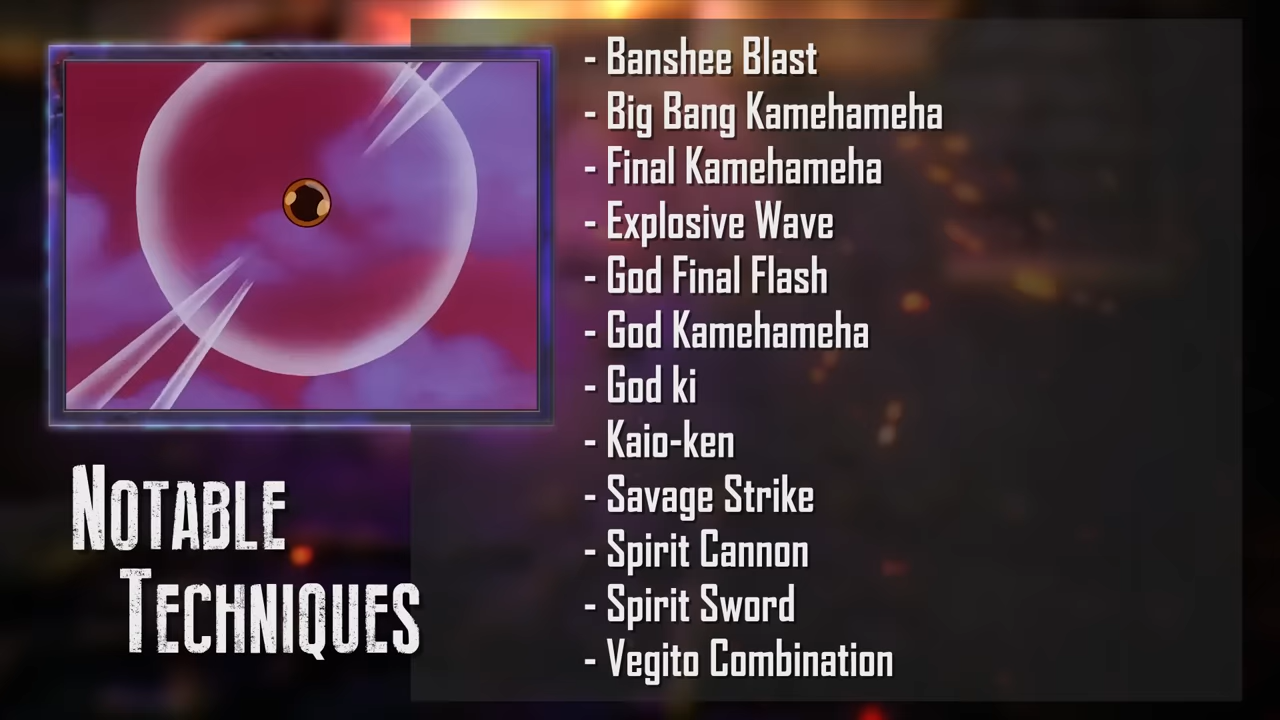 - Banshee Blast
- Big Bang Kamehameha
- Final Kamehameha
- Explosive Wave
- God Final Flash
- God Kamehameha
- God ki
- Kaio-ken
- Savage Strike
- Spirit Cannon
- Spirit Sword
- Vegito Combination
Notable
Techniques